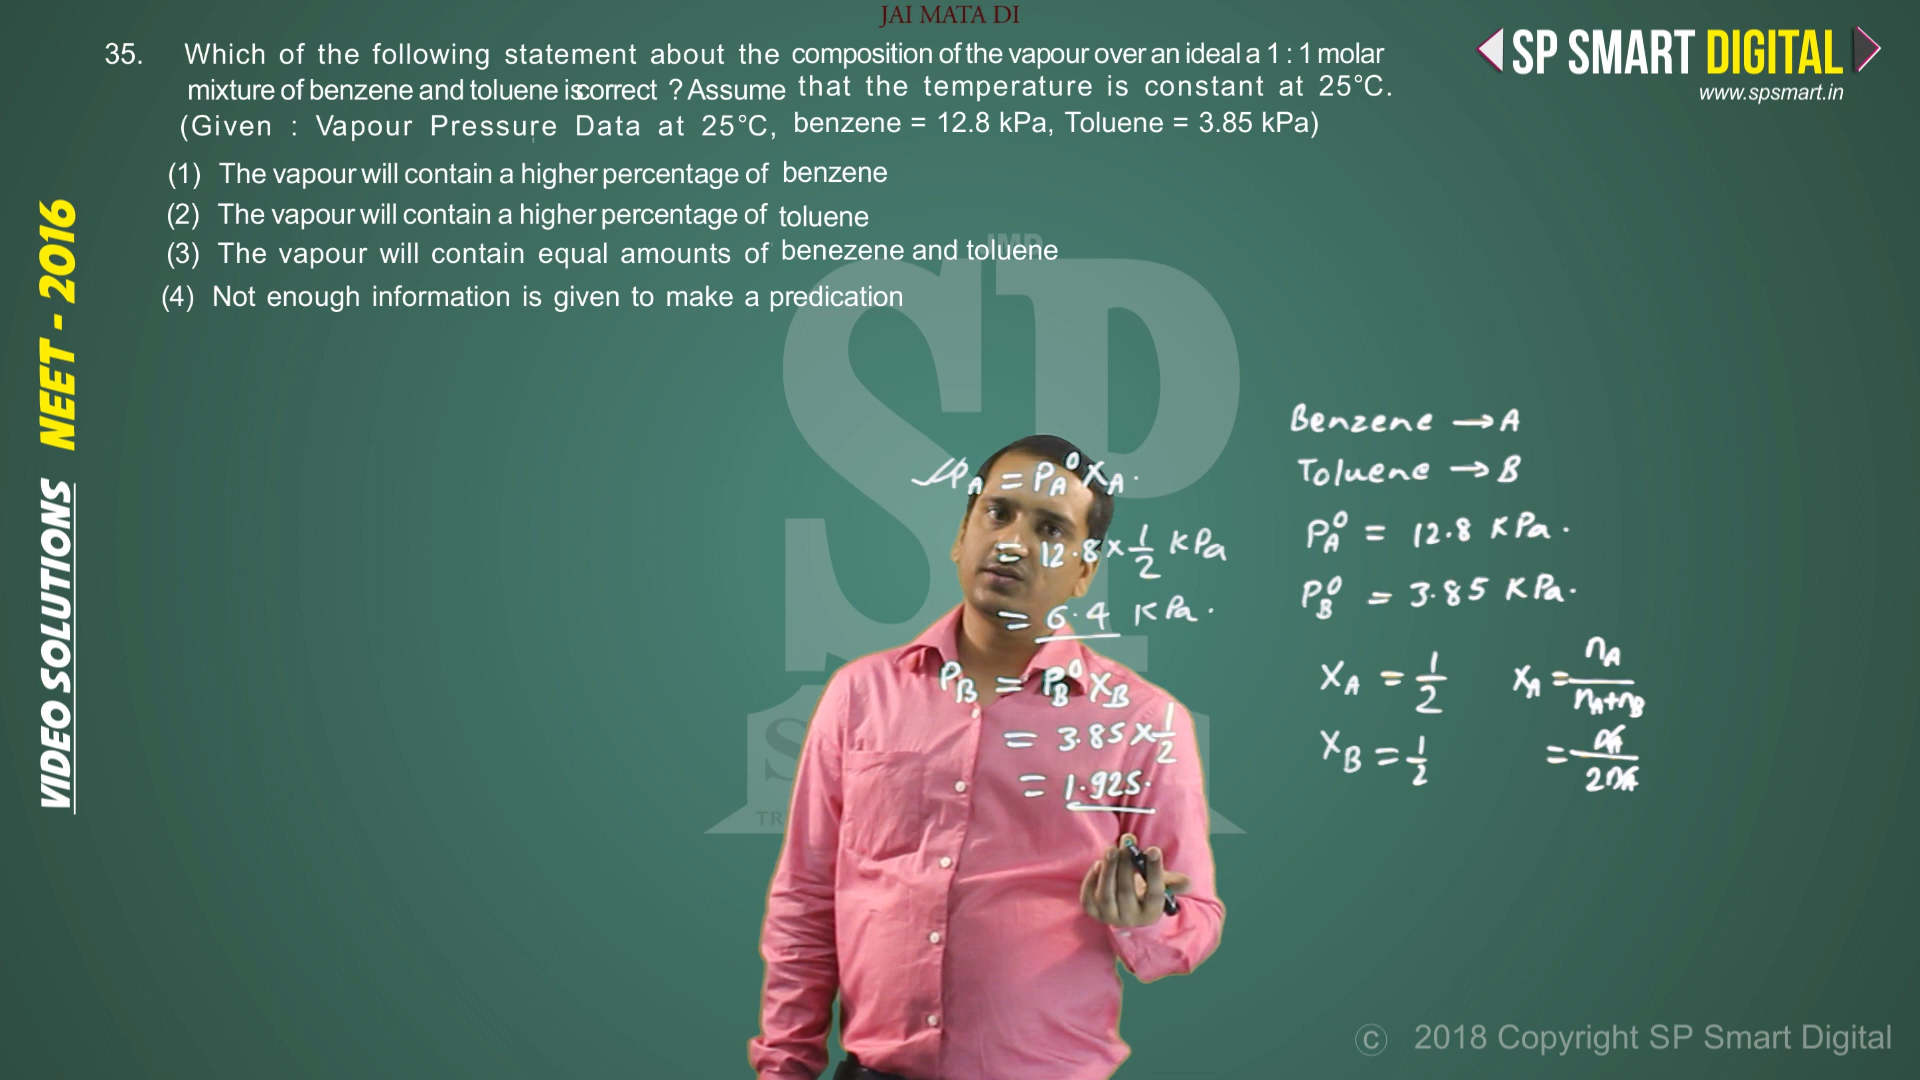 JAI MATA DI
SP SMART DIGITAL
www.spsmart.in
35. Which of the following statement about the composition of the vapour over an ideal a 1 : 1 molar
mixture of benzene and toluene is correct ? Assume that the temperature is constant at 25°C.
(Given : Vapour Pressure Data at 25°C, benzene = 12.8 kPa, Toluene = 3.85 kPa)
(1) The vapour will contain a higher percentage of benzene
(2) The vapour will contain a higher percentage of toluene
(3) The vapour will contain equal amounts of benezene and toluene
(4) Not enough information is given to make a predication
VIDEO SOLUTIONS NEET - 2016
SP
P_A = P_A^0 X_A.
= 12.8 × 1/2 KPa
= 6.4 KPa.
P_B = P_B^0 X_B
= 3.85 × 1/2
= 1.925.
Benzene → A
Toluene → B
P_A^0 = 12.8 KPa.
P_B^0 = 3.85 KPa.
X_A = 1/2 X_A = n_A/(n_A+n_B)
X_B = 1/2 = n_A/2n_A
© 2018 Copyright SP Smart Digital